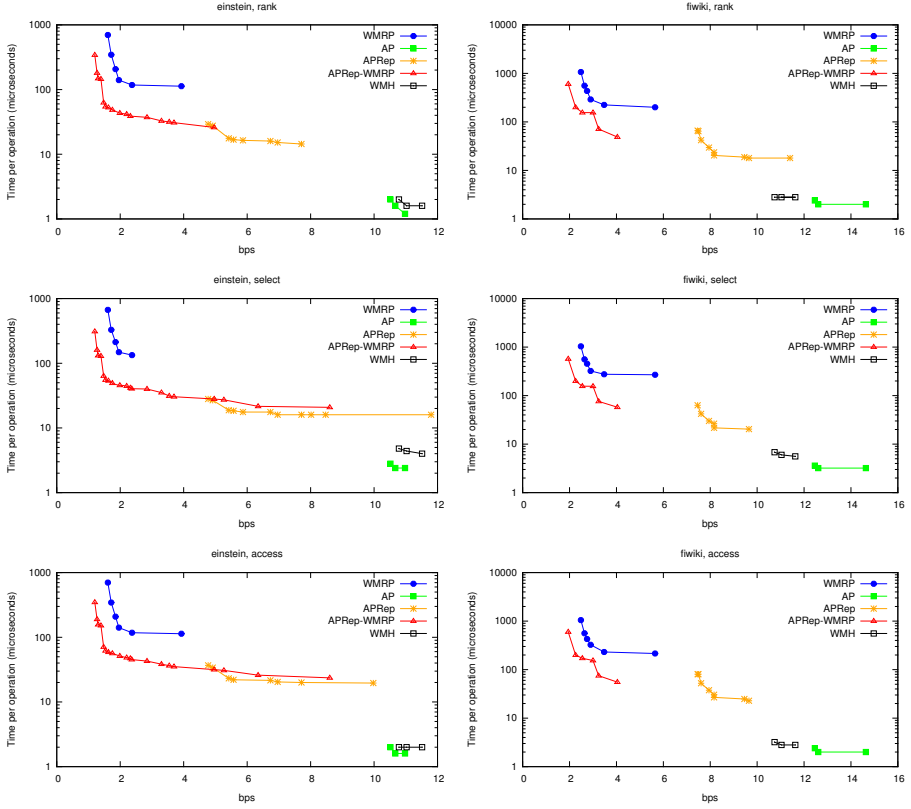 einstein, rank
Time per operation (microseconds)
1000
100
10
1
0 2 4 6 8 10 12
bps
WMRP
AP
APRep
APRep-WMRP
WMH
fiwiki, rank
Time per operation (microseconds)
10000
1000
100
10
1
0 2 4 6 8 10 12 14 16
bps
WMRP
AP
APRep
APRep-WMRP
WMH
einstein, select
Time per operation (microseconds)
1000
100
10
1
0 2 4 6 8 10 12
bps
WMRP
AP
APRep
APRep-WMRP
WMH
fiwiki, select
Time per operation (microseconds)
10000
1000
100
10
1
0 2 4 6 8 10 12 14 16
bps
WMRP
AP
APRep
APRep-WMRP
WMH
einstein, access
Time per operation (microseconds)
1000
100
10
1
0 2 4 6 8 10 12
bps
WMRP
AP
APRep
APRep-WMRP
WMH
fiwiki, access
Time per operation (microseconds)
10000
1000
100
10
1
0 2 4 6 8 10 12 14 16
bps
WMRP
AP
APRep
APRep-WMRP
WMH